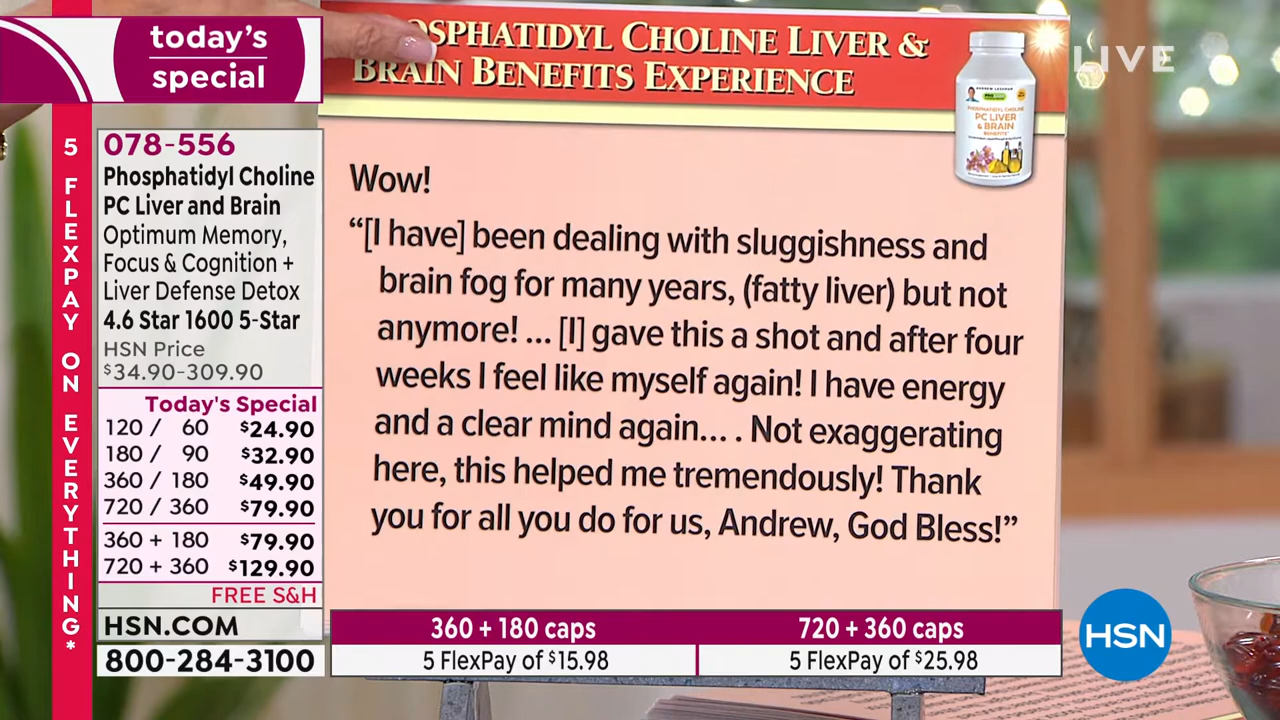 today's
special
5 FLEXPAY ON EVERYTHING*
078-556
Phosphatidyl Choline
PC Liver and Brain
Optimum Memory,
Focus & Cognition +
Liver Defense Detox
4.6 Star 1600 5-Star
HSN Price
$34.90-309.90
Today's Special
120 / 60 $24.90
180 / 90 $32.90
360 / 180 $49.90
720 / 360 $79.90
360 + 180 $79.90
720 + 360 $129.90
FREE S&H
HSN.COM
800-284-3100
OSPHATIDYL CHOLINE LIVER &
BRAIN BENEFITS EXPERIENCE
LIVE
ANDREW LESSMAN
PHOSPHATIDYL CHOLINE
PC LIVER
& BRAIN
BENEFITS
Wow!
“[I have] been dealing with sluggishness and
brain fog for many years, (fatty liver) but not
anymore! ... [I] gave this a shot and after four
weeks I feel like myself again! I have energy
and a clear mind again... . Not exaggerating
here, this helped me tremendously! Thank
you for all you do for us, Andrew, God Bless!”
360 + 180 caps
5 FlexPay of $15.98
720 + 360 caps
5 FlexPay of $25.98
HSN